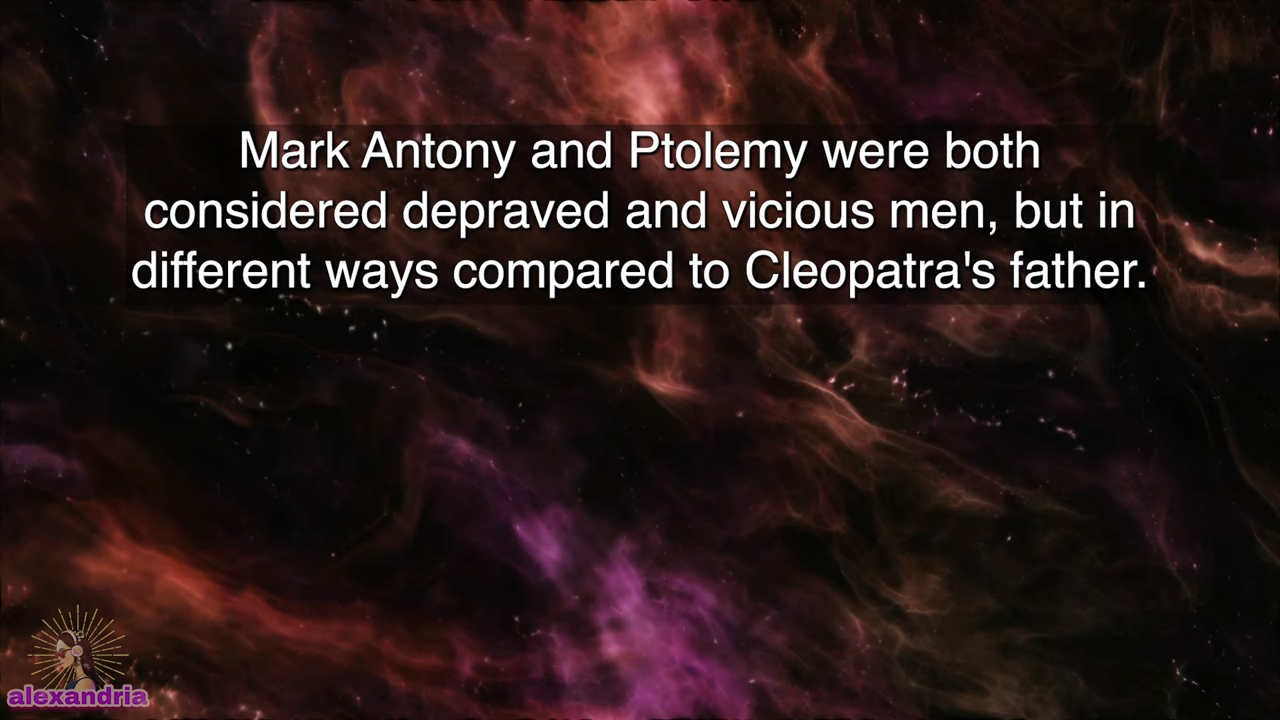 Mark Antony and Ptolemy were both
considered depraved and vicious men, but in
different ways compared to Cleopatra's father.
alexandria